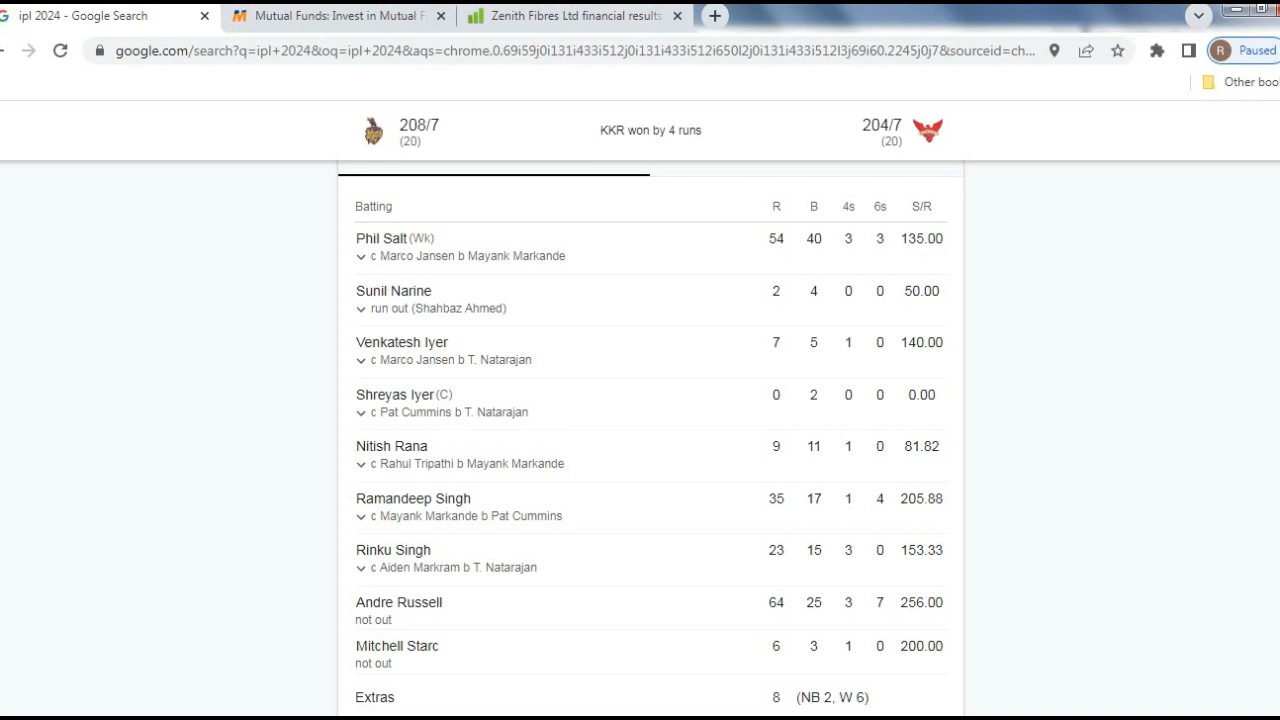 ipl 2024 - Google Search
Mutual Funds: Invest in Mutual F
Zenith Fibres Ltd financial results
google.com/search?q=ipl+2024&oq=ipl+2024&aqs=chrome.0.69i59j0i131i433i512j0i131i433i512i650l2j0i131i433i512l3j69i60.2245j0j7&sourceid=ch...
R Paused
Other boo
208/7
(20)
KKR won by 4 runs
204/7
(20)
Batting R B 4s 6s S/R
Phil Salt (Wk) 54 40 3 3 135.00
c Marco Jansen b Mayank Markande
Sunil Narine 2 4 0 0 50.00
run out (Shahbaz Ahmed)
Venkatesh Iyer 7 5 1 0 140.00
c Marco Jansen b T. Natarajan
Shreyas Iyer (C) 0 2 0 0 0.00
c Pat Cummins b T. Natarajan
Nitish Rana 9 11 1 0 81.82
c Rahul Tripathi b Mayank Markande
Ramandeep Singh 35 17 1 4 205.88
c Mayank Markande b Pat Cummins
Rinku Singh 23 15 3 0 153.33
c Aiden Markram b T. Natarajan
Andre Russell 64 25 3 7 256.00
not out
Mitchell Starc 6 3 1 0 200.00
not out
Extras 8 (NB 2, W 6)